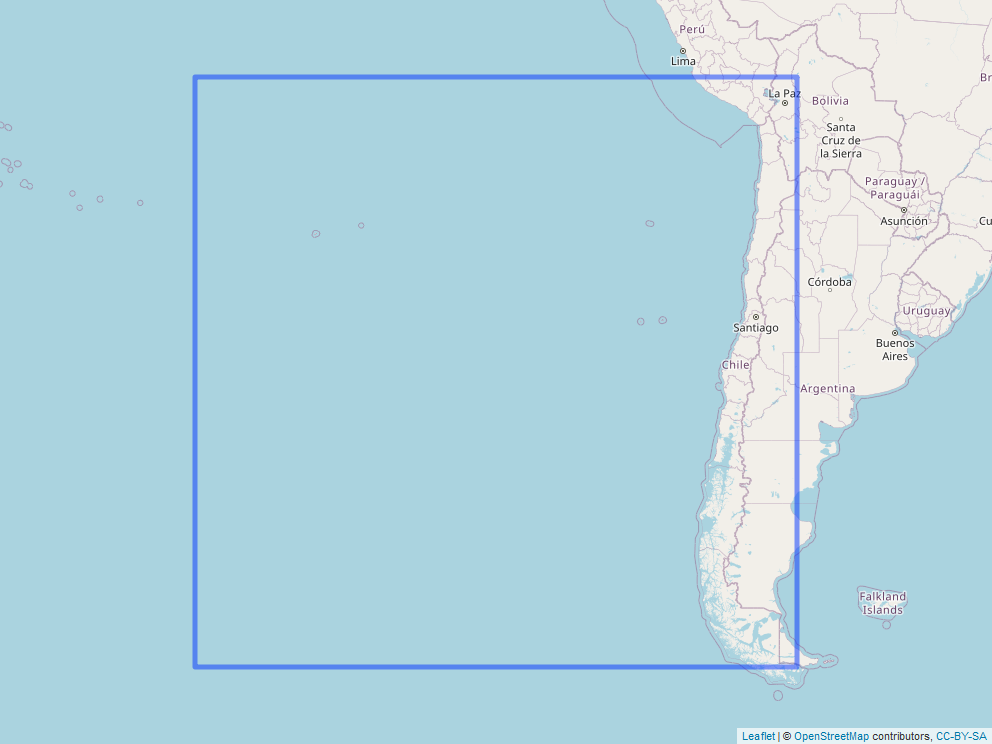 Perú
Lima
La Paz
Bolivia
Br
Santa
Cruz de
la Sierra
Paraguay /
Paraguái
Asunción
Cu
Córdoba
Uruguay
Santiago
Buenos
Aires
Chile
Argentina
Falkland
Islands
Leaflet | © OpenStreetMap contributors, CC-BY-SA